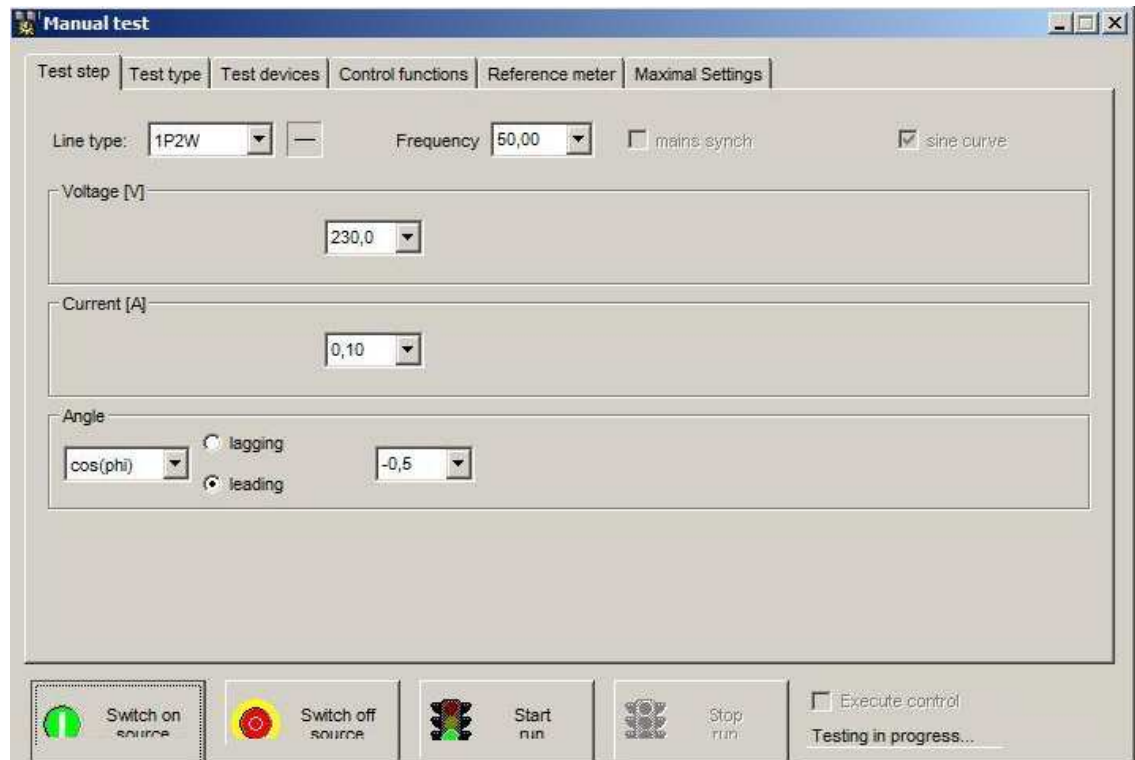 Manual test
Test step Test type Test devices Control functions Reference meter Maximal Settings
Line type: 1P2W Frequency 50,00 mains synch sine curve
Voltage [V]
230,0
Current [A]
0,10
Angle
cos(phi) lagging leading -0,5
Switch on source
Switch off source
Start run
Stop run
Execute control
Testing in progress...